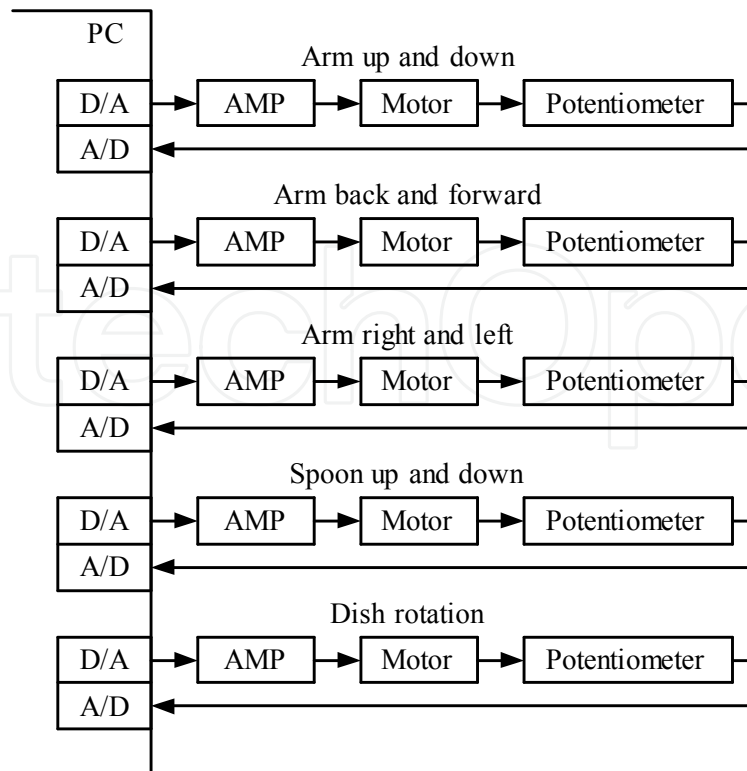 PC
Arm up and down
D/A AMP Motor Potentiometer
A/D
Arm back and forward
D/A AMP Motor Potentiometer
A/D
Arm right and left
D/A AMP Motor Potentiometer
A/D
Spoon up and down
D/A AMP Motor Potentiometer
A/D
Dish rotation
D/A AMP Motor Potentiometer
A/D
techOpe